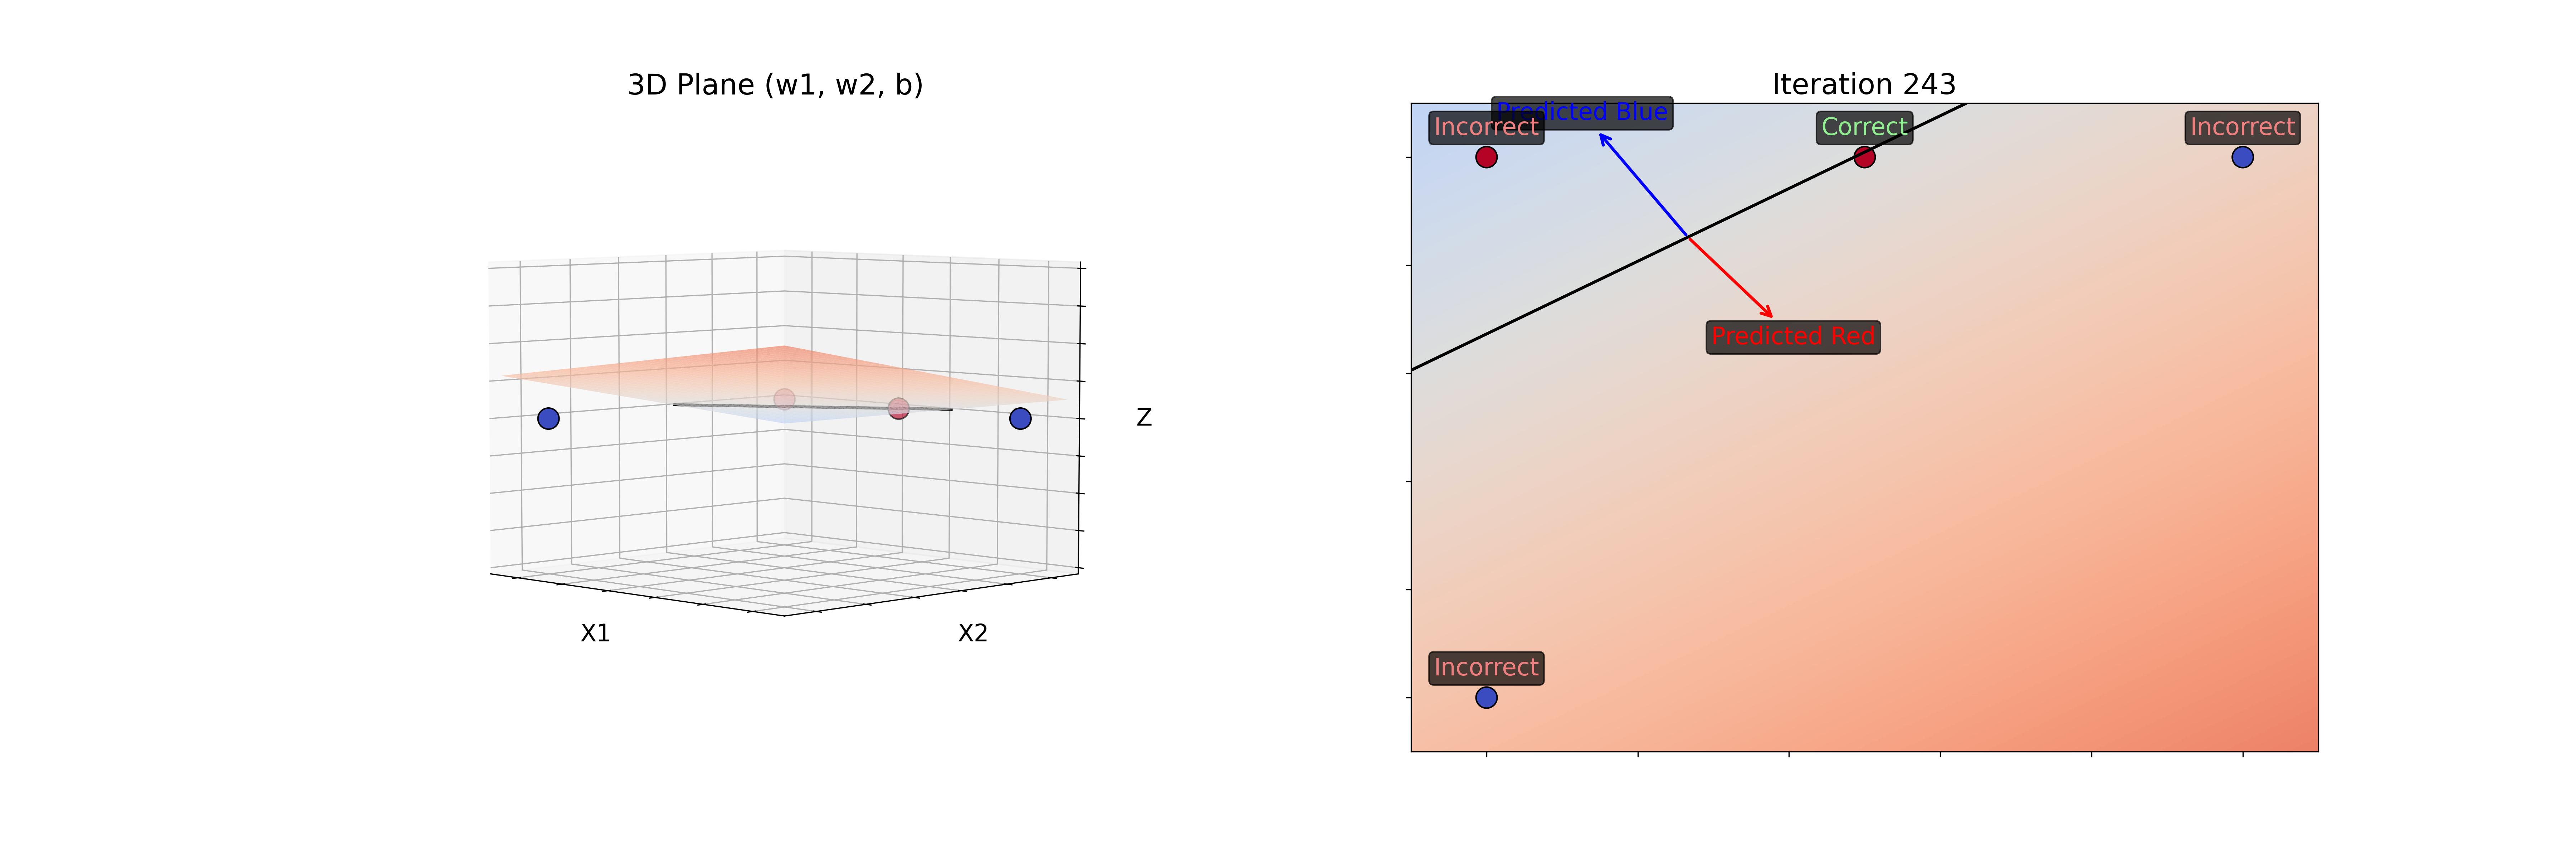 3D Plane (w1, w2, b)
Z
X1
X2
Iteration 243
Predicted Blue
Incorrect
Correct
Incorrect
Predicted Red
Incorrect